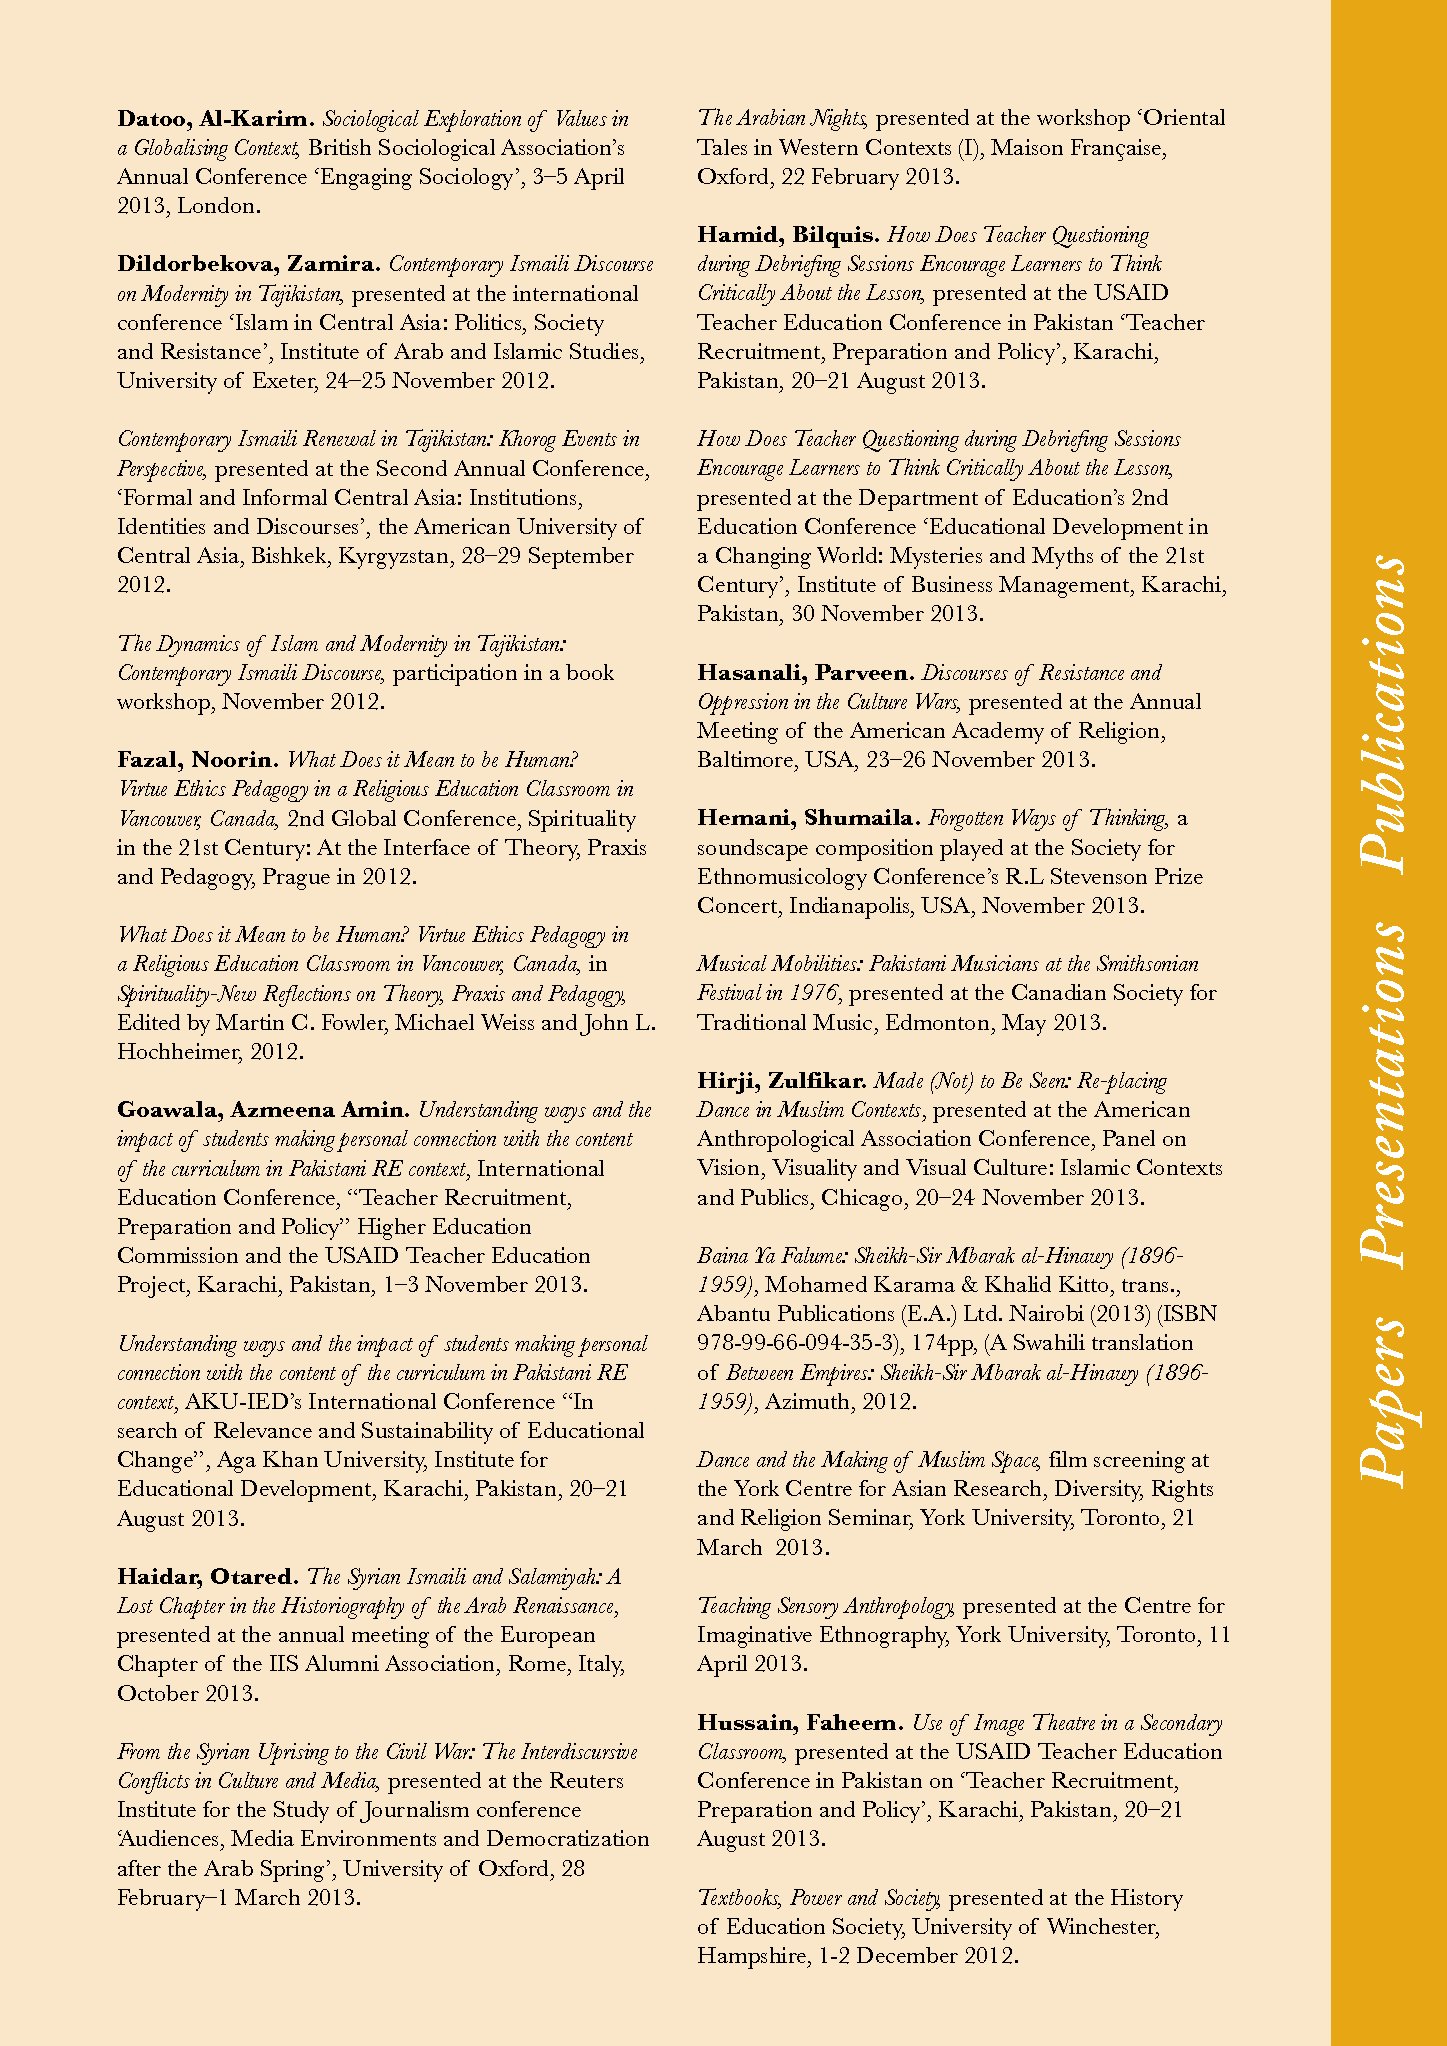 Datoo, Al-Karim. Sociological Exploration of Values in
a Globalising Context, British Sociological Association’s
Annual Conference ‘Engaging Sociology’, 3–5 April
2013, London.
Dildorbekova, Zamira. Contemporary Ismaili Discourse
on Modernity in Tajikistan, presented at the international
conference ‘Islam in Central Asia: Politics, Society
and Resistance’, Institute of Arab and Islamic Studies,
University of Exeter, 24–25 November 2012.
Contemporary Ismaili Renewal in Tajikistan: Khorog Events in
Perspective, presented at the Second Annual Conference,
‘Formal and Informal Central Asia: Institutions,
Identities and Discourses’, the American University of
Central Asia, Bishkek, Kyrgyzstan, 28–29 September
2012.
The Dynamics of Islam and Modernity in Tajikistan:
Contemporary Ismaili Discourse, participation in a book
workshop, November 2012.
Fazal, Noorin. What Does it Mean to be Human?
Virtue Ethics Pedagogy in a Religious Education Classroom in
Vancouver, Canada, 2nd Global Conference, Spirituality
in the 21st Century: At the Interface of Theory, Praxis
and Pedagogy, Prague in 2012.
What Does it Mean to be Human? Virtue Ethics Pedagogy in
a Religious Education Classroom in Vancouver, Canada, in
Spirituality-New Reflections on Theory, Praxis and Pedagogy,
Edited by Martin C. Fowler, Michael Weiss and John L.
Hochheimer, 2012.
Goawala, Azmeena Amin. Understanding ways and the
impact of students making personal connection with the content
of the curriculum in Pakistani RE context, International
Education Conference, “Teacher Recruitment,
Preparation and Policy” Higher Education
Commission and the USAID Teacher Education
Project, Karachi, Pakistan, 1–3 November 2013.
Understanding ways and the impact of students making personal
connection with the content of the curriculum in Pakistani RE
context, AKU-IED’s International Conference “In
search of Relevance and Sustainability of Educational
Change”, Aga Khan University, Institute for
Educational Development, Karachi, Pakistan, 20–21
August 2013.
Haidar, Otared. The Syrian Ismaili and Salamiyah: A
Lost Chapter in the Historiography of the Arab Renaissance,
presented at the annual meeting of the European
Chapter of the IIS Alumni Association, Rome, Italy,
October 2013.
From the Syrian Uprising to the Civil War: The Interdiscursive
Conflicts in Culture and Media, presented at the Reuters
Institute for the Study of Journalism conference
‘Audiences, Media Environments and Democratization
after the Arab Spring’, University of Oxford, 28
February–1 March 2013.
The Arabian Nights, presented at the workshop ‘Oriental
Tales in Western Contexts (I), Maison Française,
Oxford, 22 February 2013.
Hamid, Bilquis. How Does Teacher Questioning
during Debriefing Sessions Encourage Learners to Think
Critically About the Lesson, presented at the USAID
Teacher Education Conference in Pakistan ‘Teacher
Recruitment, Preparation and Policy’, Karachi,
Pakistan, 20–21 August 2013.
How Does Teacher Questioning during Debriefing Sessions
Encourage Learners to Think Critically About the Lesson,
presented at the Department of Education’s 2nd
Education Conference ‘Educational Development in
a Changing World: Mysteries and Myths of the 21st
Century’, Institute of Business Management, Karachi,
Pakistan, 30 November 2013.
Hasanali, Parveen. Discourses of Resistance and
Oppression in the Culture Wars, presented at the Annual
Meeting of the American Academy of Religion,
Baltimore, USA, 23–26 November 2013.
Hemani, Shumaila. Forgotten Ways of Thinking, a
soundscape composition played at the Society for
Ethnomusicology Conference’s R.L Stevenson Prize
Concert, Indianapolis, USA, November 2013.
Musical Mobilities: Pakistani Musicians at the Smithsonian
Festival in 1976, presented at the Canadian Society for
Traditional Music, Edmonton, May 2013.
Hirji, Zulfikar. Made (Not) to Be Seen: Re-placing
Dance in Muslim Contexts, presented at the American
Anthropological Association Conference, Panel on
Vision, Visuality and Visual Culture: Islamic Contexts
and Publics, Chicago, 20–24 November 2013.
Baina Ya Falume: Sheikh-Sir Mbarak al-Hinawy (1896-
1959), Mohamed Karama & Khalid Kitto, trans.,
Abantu Publications (E.A.) Ltd. Nairobi (2013) (ISBN
978-99-66-094-35-3), 174pp, (A Swahili translation
of Between Empires: Sheikh-Sir Mbarak al-Hinawy (1896-
1959), Azimuth, 2012.
Dance and the Making of Muslim Space, film screening at
the York Centre for Asian Research, Diversity, Rights
and Religion Seminar, York University, Toronto, 21
March 2013.
Teaching Sensory Anthropology, presented at the Centre for
Imaginative Ethnography, York University, Toronto, 11
April 2013.
Hussain, Faheem. Use of Image Theatre in a Secondary
Classroom, presented at the USAID Teacher Education
Conference in Pakistan on ‘Teacher Recruitment,
Preparation and Policy’, Karachi, Pakistan, 20–21
August 2013.
Textbooks, Power and Society, presented at the History
of Education Society, University of Winchester,
Hampshire, 1-2 December 2012.
Papers Presentations Publications